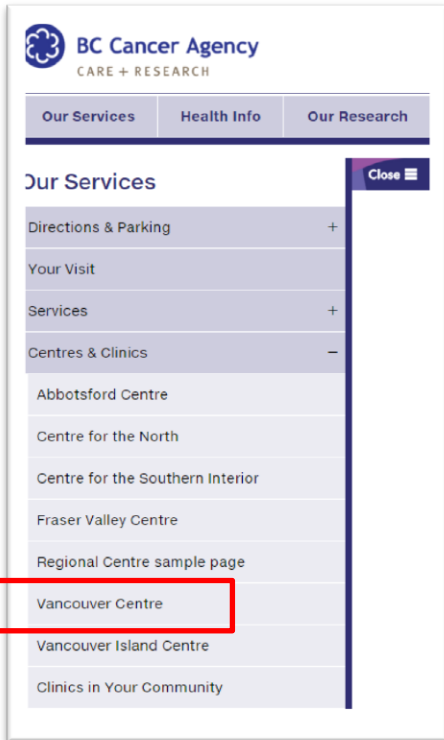 BC Cancer Agency
CARE + RESEARCH
Our Services Health Info Our Research
Our Services
Close
Directions & Parking +
Your Visit
Services +
Centres & Clinics –
Abbotsford Centre
Centre for the North
Centre for the Southern Interior
Fraser Valley Centre
Regional Centre sample page
Vancouver Centre
Vancouver Island Centre
Clinics in Your Community